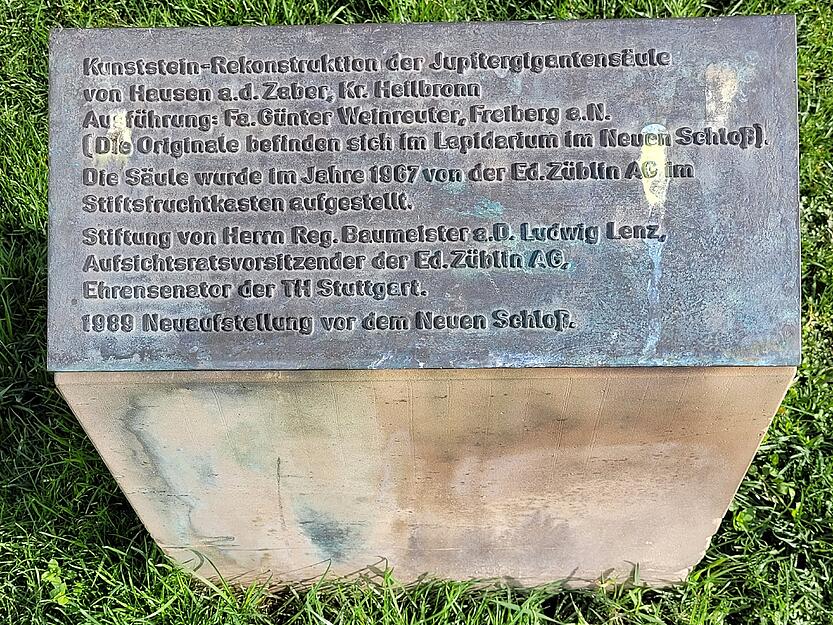 Kunststein-Rekonstruktion der Jupitergigantensäule
von Hausen a.d. Zaber, Kr. Heilbronn
Ausführung: Fa. Günter Weinreuter, Freiberg a.N.
(Die Originale befinden sich im Lapidarium im Neuen Schloß).
Die Säule wurde im Jahre 1967 von der Ed. Züblin AG im
Stiftsfruchtkasten aufgestellt.
Stiftung von Herrn Reg. Baumeister a.D. Ludwig Lenz,
Aufsichtsratsvorsitzender der Ed. Züblin AG,
Ehrensenator der TH Stuttgart.
1989 Neuaufstellung vor dem Neuen Schloß.